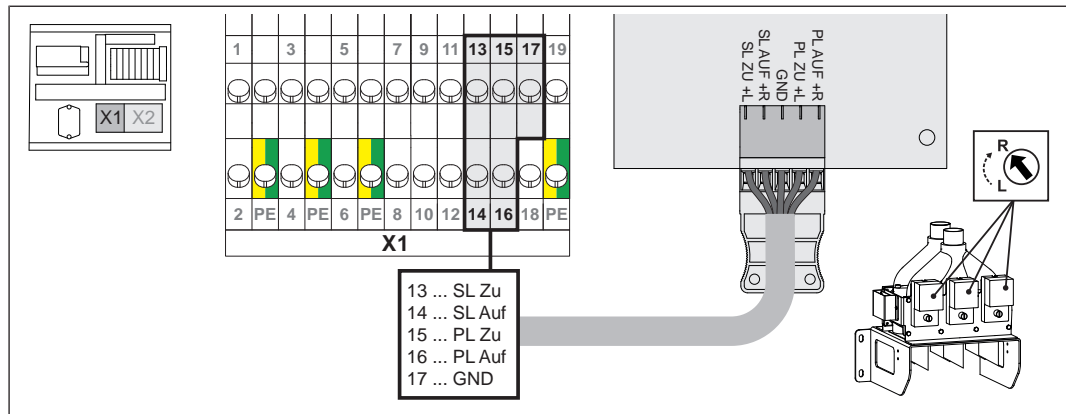 X1 X2
1 3 5 7 9 11 13 15 17 19
2 PE 4 PE 6 PE 8 10 12 14 16 18 PE
X1
13 ... SL Zu
14 ... SL Auf
15 ... PL Zu
16 ... PL Auf
17 ... GND
SL ZU +L
SL AUF +R
GND
PL ZU +L
PL AUF +R
R
L